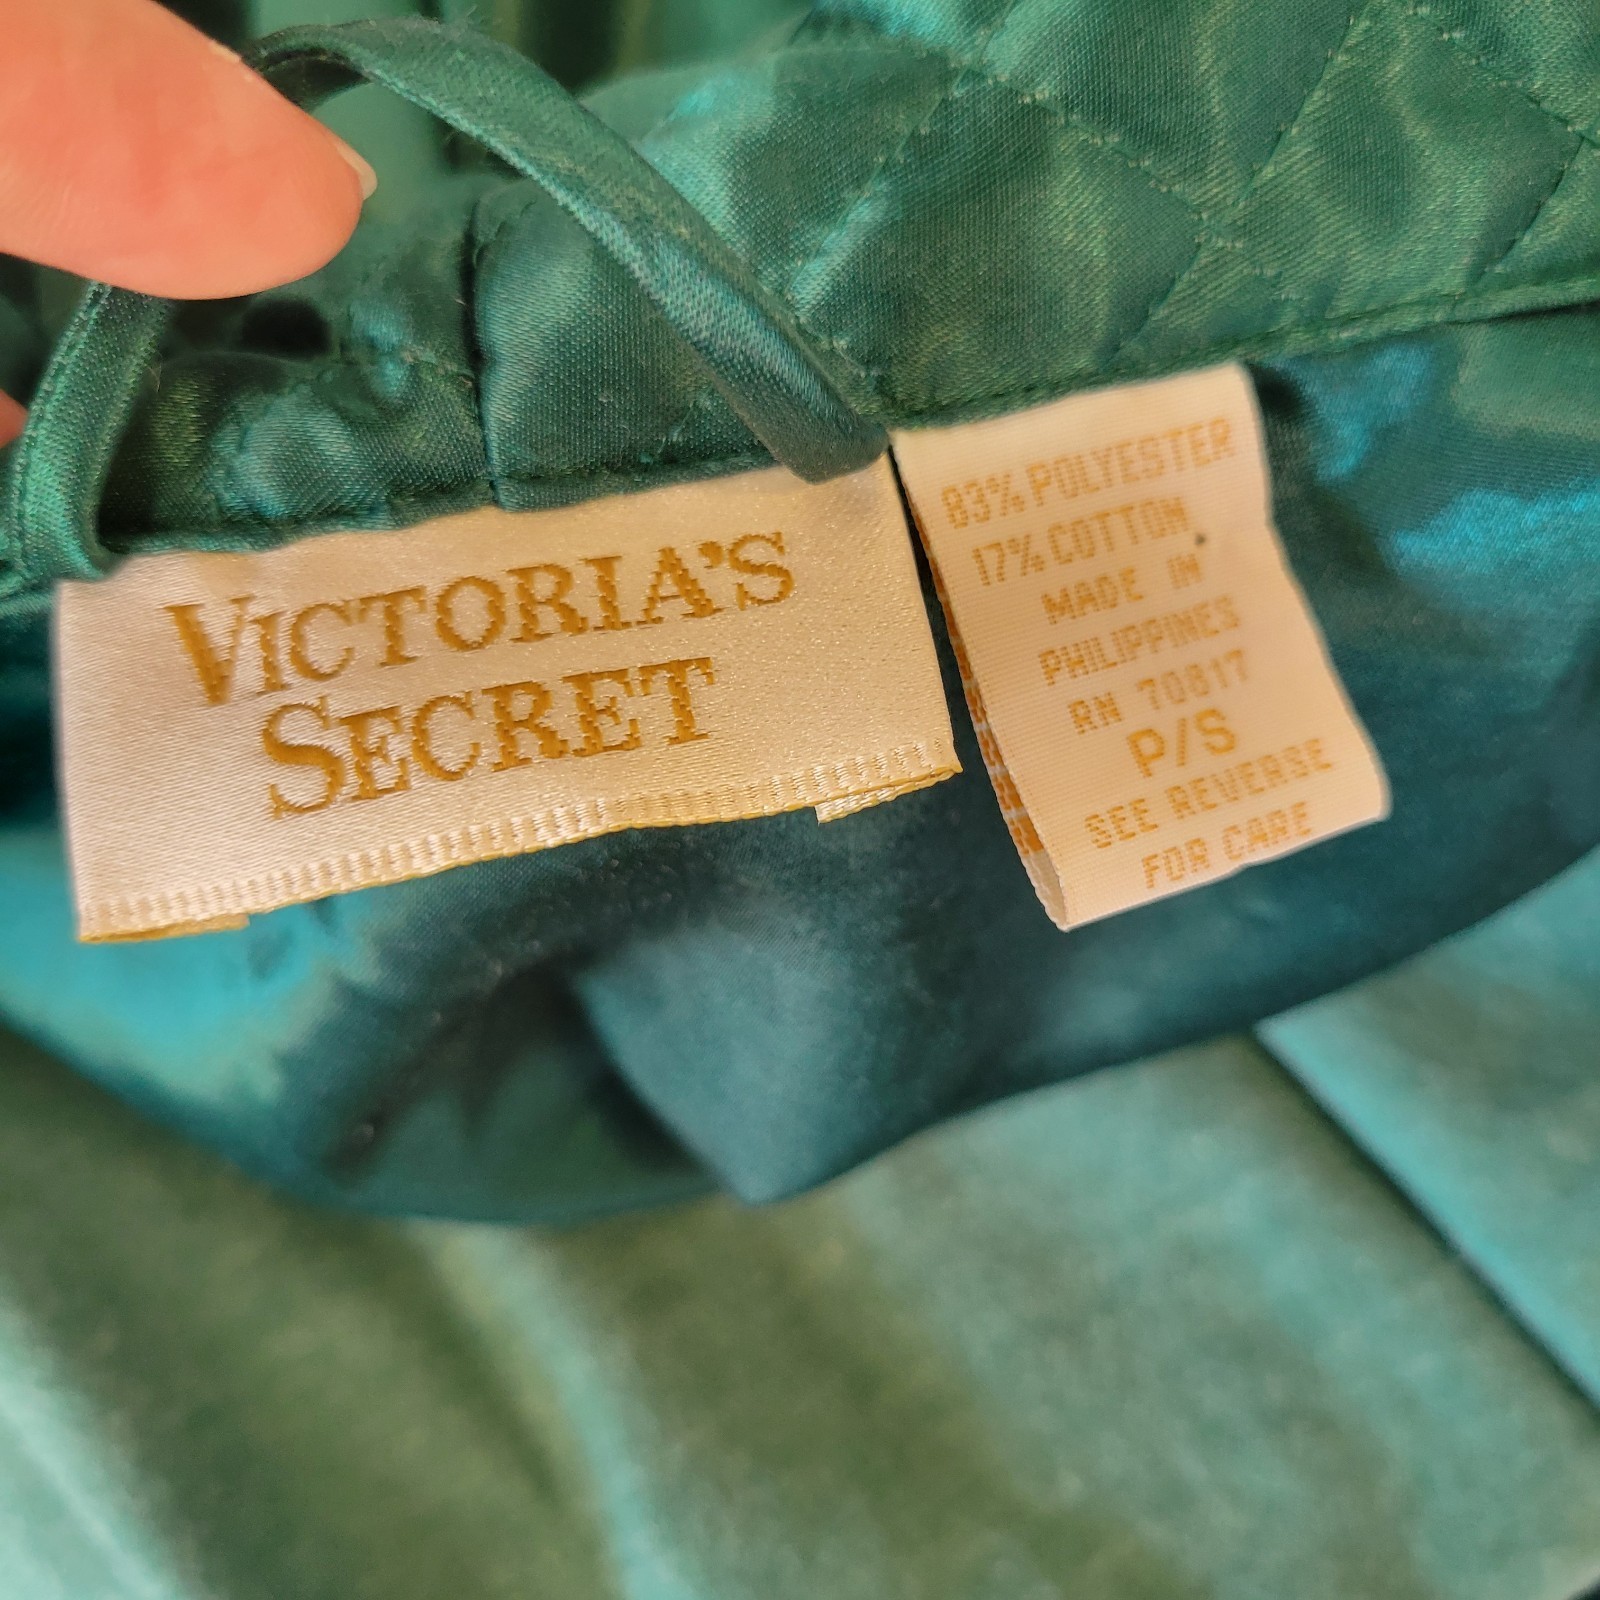 VICTORIA'S
SECRET
83% POLYESTER
17% COTTON
MADE IN
PHILIPPINES
RN 70817
P/S
SEE REVERSE
FOR CARE